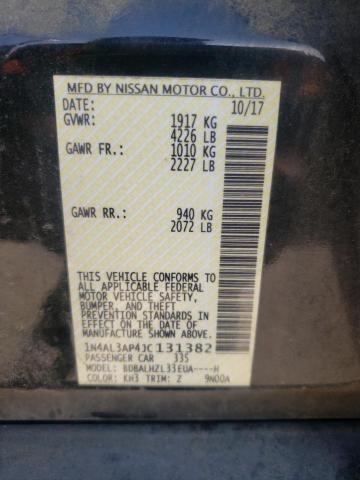 MFD BY NISSAN MOTOR CO., LTD.
DATE: 10/17
GVWR: 1917 KG
4226 LB
GAWR FR.: 1010 KG
2227 LB
GAWR RR.: 940 KG
2072 LB
THIS VEHICLE CONFORMS TO
ALL APPLICABLE FEDERAL
MOTOR VEHICLE SAFETY,
BUMPER, AND THEFT
PREVENTION STANDARDS
IN EFFECT ON THE DATE OF
MANUFACTURE SHOWN ABOVE.
1N4AL3AP4JC131382
PASSENGER CAR 335
MODEL: BDBALHZL33EUA----H
COLOR: KH3 TRIM: Z 9N00A